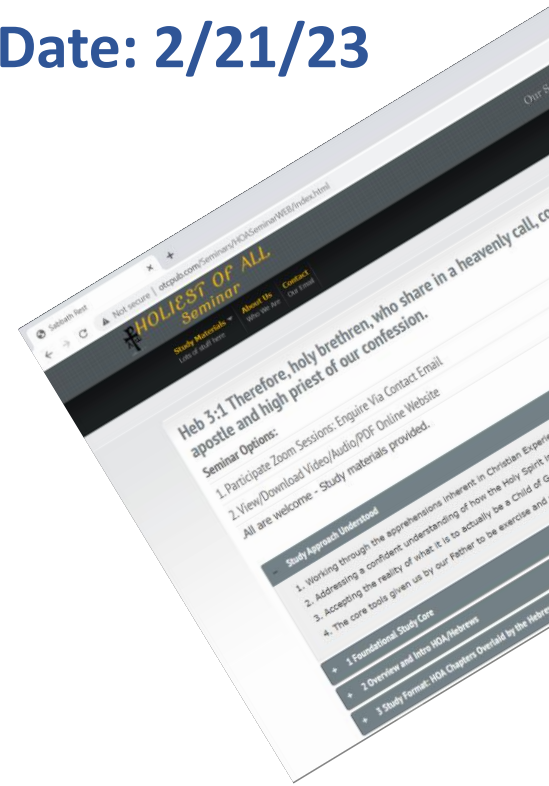 Date: 2/21/23
Our S
Sabbath Rest
Not secure | otcpub.com/Seminars/HOASeminarWEB/index.html
HOLIEST OF ALL
Seminar
Study Materials
Lots of stuff here
About Us
Who We Are
Contact
Our Email
Heb 3:1 Therefore, holy brethren, who share in a heavenly call, co
apostle and high priest of our confession.
Seminar Options:
1. Participate Zoom Sessions: Enquire Via Contact Email
2. View/Download Video/Audio/PDF Online Website
All are welcome - Study materials provided.
- Study Approach Understood
1. Working through the apprehensions inherent in Christian Experie
2. Addressing a confident understanding of how the Holy Spirit i
3. Accepting the reality of what it is to actually be a Child of G
4. The core tools given us by our Father to be exercise and
+ 1 Foundational Study Core
+ 2 Overview and Intro HOA/Hebrews
+ 3 Study Format: HOA Chapters Overlaid by the Hebre